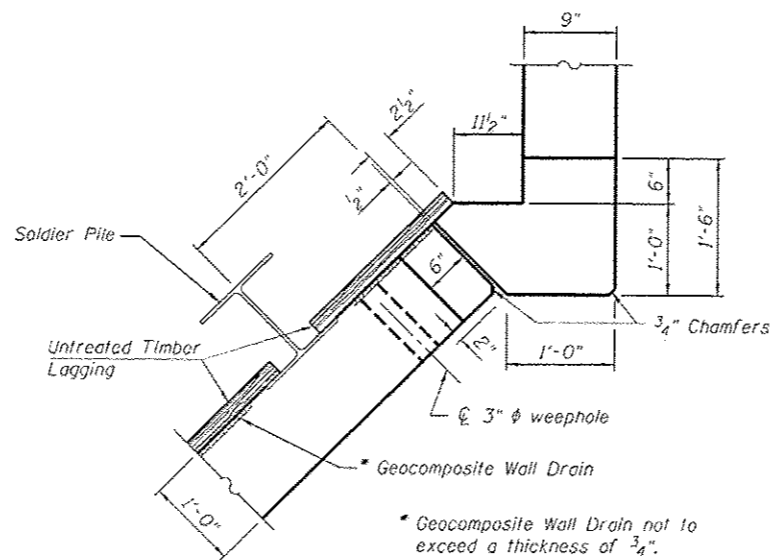 9"
2½"
11½"
2'-0"
½"
6"
1'-0"
1'-6"
Soldier Pile
6"
¾" Chamfers
Untreated Timber
Lagging
2"
1'-0"
℄ 3" φ weephole
* Geocomposite Wall Drain
1'-0"
* Geocomposite Wall Drain not to
exceed a thickness of ¾".